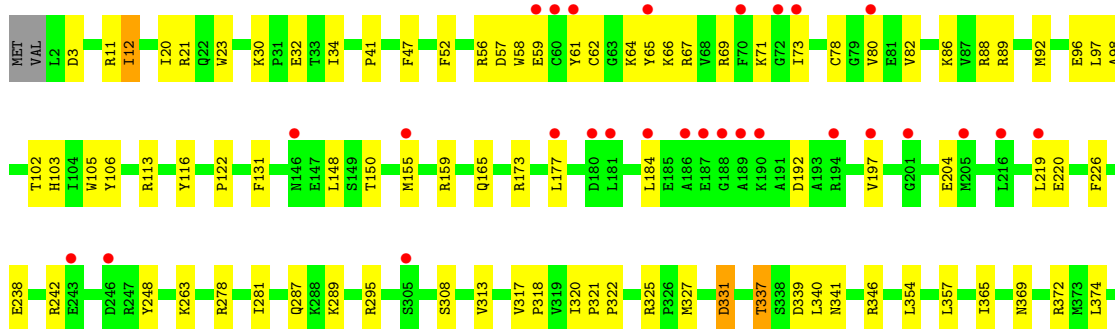 MET VAL L2 D3 R11 I12 I20 R21 Q22 W23 K30 P31 E32 T33 I34 P41 F47 F52 R56 D57 W58 E59 C60 Y61 C62 G63 K64 Y65 K66 R67 V68 R69 F70 K71 G72 I73 C78 G79 V80 E81 V82 K86 V87 R88 R89 M92 E96 L97
T102 H103 I104 W105 Y106 R113 Y116 P122 F131 N146 E147 L148 S149 T150 M155 R159 Q165 R173 L177 D180 L181 L184 E185 A186 E187 G188 A189 K190 A191 D192 A193 R194 V197 G201 E204 M205 L216 L219 E220 F226
E238 R242 E243 D246 R247 Y248 K263 R278 I281 Q287 K288 K289 R295 S305 S308 V313 V317 P318 V319 I320 P321 P322 R325 P326 M327 D331 T337 S338 D339 L340 N341 R346 L354 L357 I365 N369 R372 M373 L374